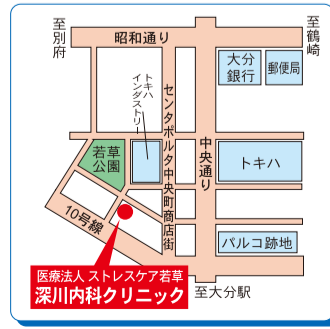 至別府
昭和通り
至鶴崎
大分
銀行
郵便局
トキハ
インダストリー
センタポルタ中央町商店街
中央通り
若草
公園
トキハ
10号線
パルコ跡地
医療法人 ストレスケア若草
深川内科クリニック
至大分駅